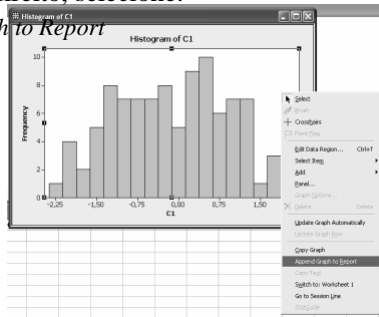 h to Report
Histogram of C1
Histogram of C1
Frequency
10
8
6
4
2
0
-2,25
-1,50
-0,75
0,00
0,75
1,50
C1
Select
Brush
Crosshairs
Plant Flag
Edit Data Region... Ctrl+T
Select Item
Add
Panel...
Graph Options...
Delete Delete
Update Graph Automatically
Update Graph Now
Copy Graph
Append Graph to Report
Copy Text
Switch to: Worksheet 1
Go to Session Line
StatGuide